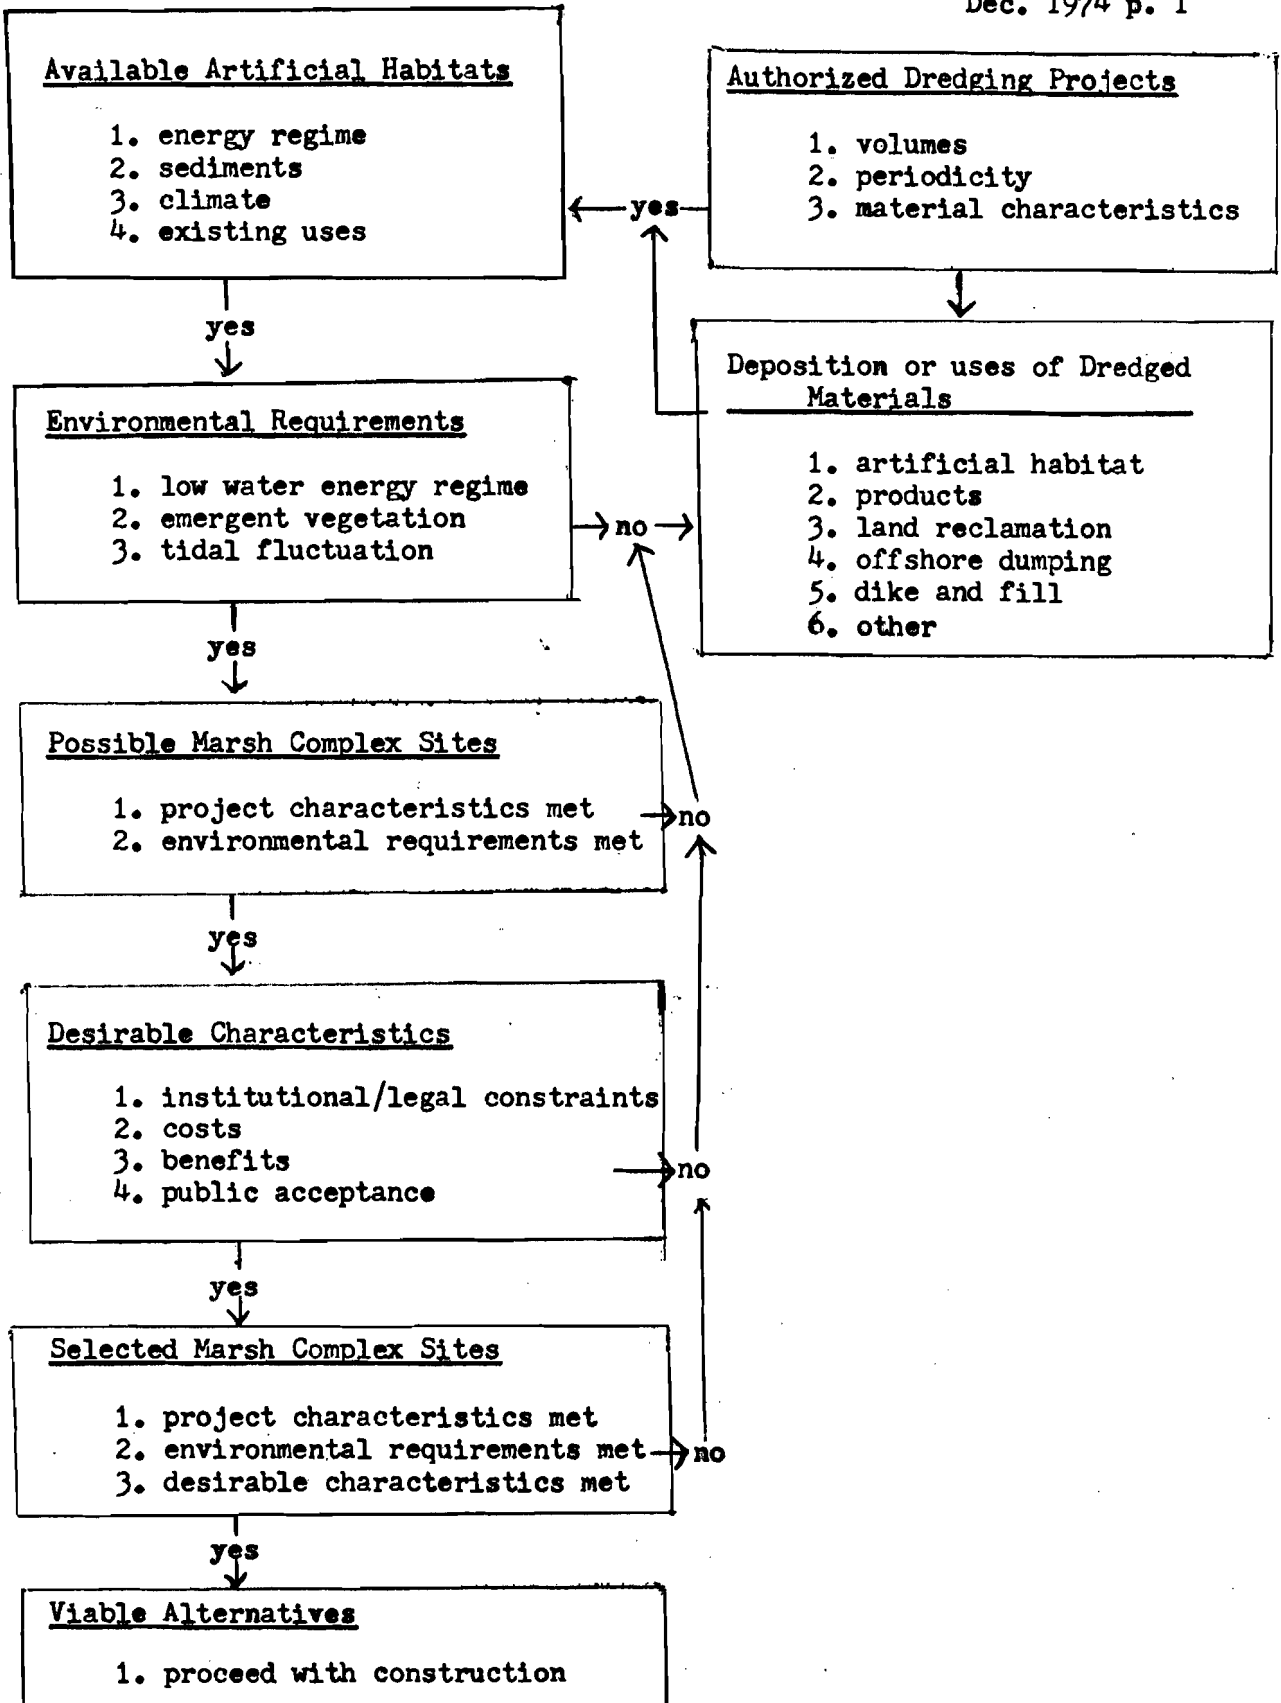 Dec. 1974 p. 1
Available Artificial Habitats
1. energy regime
2. sediments
3. climate
4. existing uses
Authorized Dredging Projects
1. volumes
2. periodicity
3. material characteristics
yes
yes
Deposition or uses of Dredged
Materials
1. artificial habitat
2. products
3. land reclamation
4. offshore dumping
5. dike and fill
6. other
Environmental Requirements
1. low water energy regime
2. emergent vegetation
3. tidal fluctuation
no
yes
Possible Marsh Complex Sites
1. project characteristics met
2. environmental requirements met
no
yes
Desirable Characteristics
1. institutional/legal constraints
2. costs
3. benefits
4. public acceptance
no
yes
Selected Marsh Complex Sites
1. project characteristics met
2. environmental requirements met
3. desirable characteristics met
no
yes
Viable Alternatives
1. proceed with construction